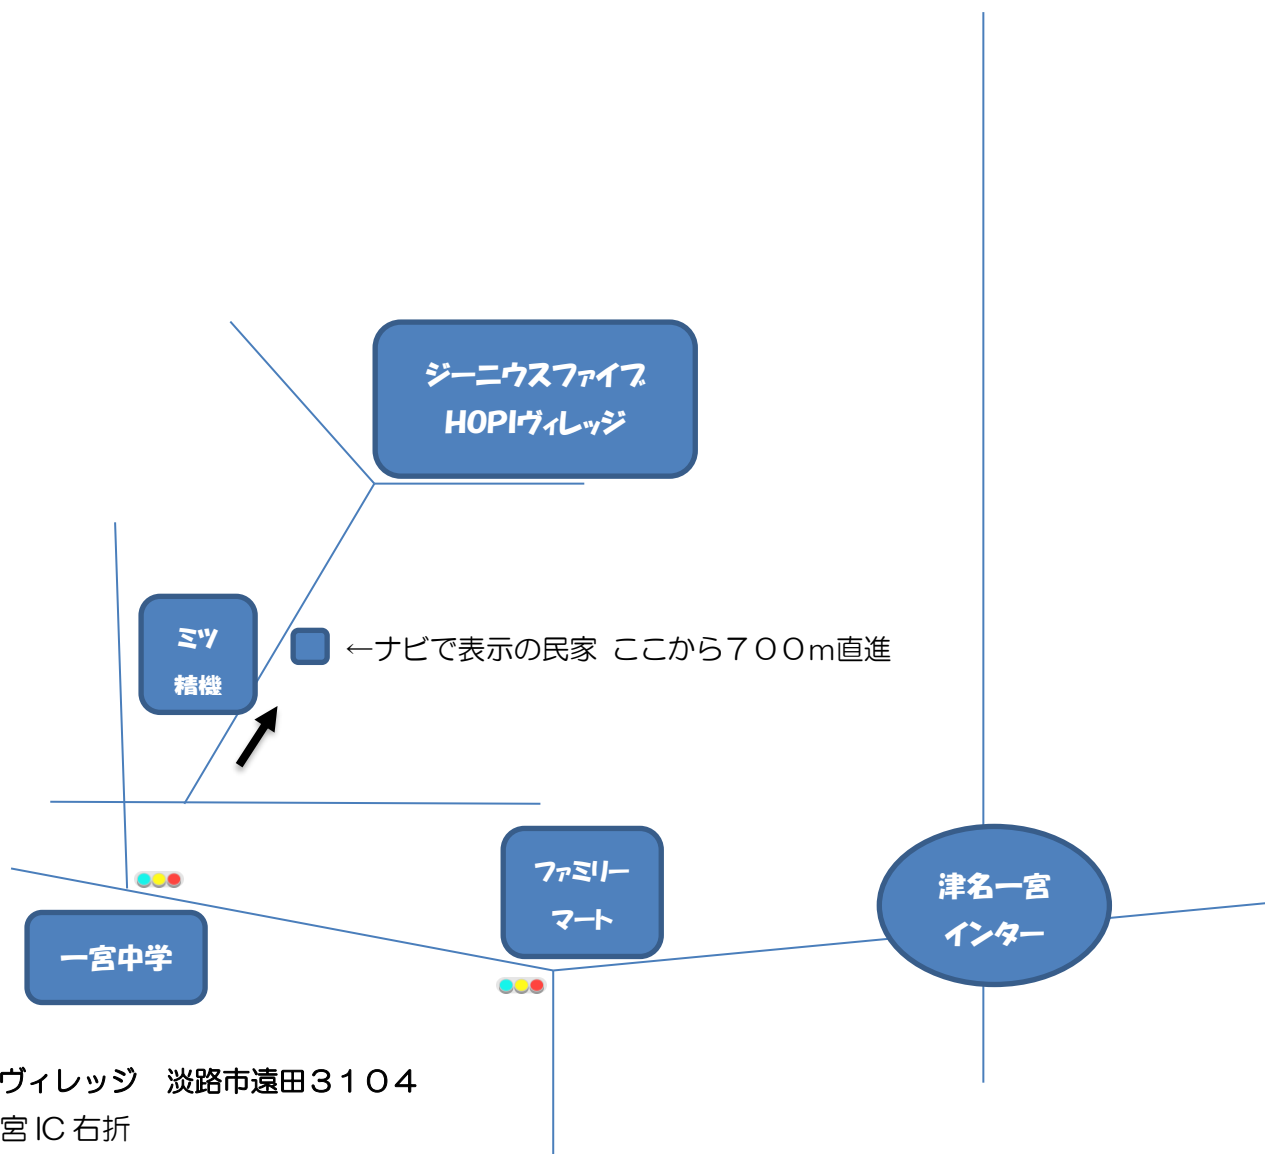 ジーニウスファイブ
HOPIヴィレッジ
ミツ
精機
←ナビで表示の民家 ここから７００ｍ直進
ファミリー
マート
津名一宮
インター
一宮中学
ヴィレッジ　淡路市遠田３１０４
宮 IC 右折